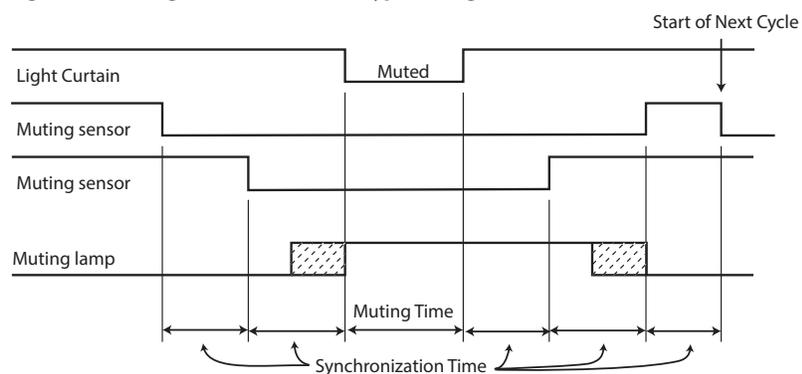 Start of Next Cycle
Light Curtain
Muted
Muting sensor
Muting sensor
Muting lamp
Muting Time
Synchronization Time